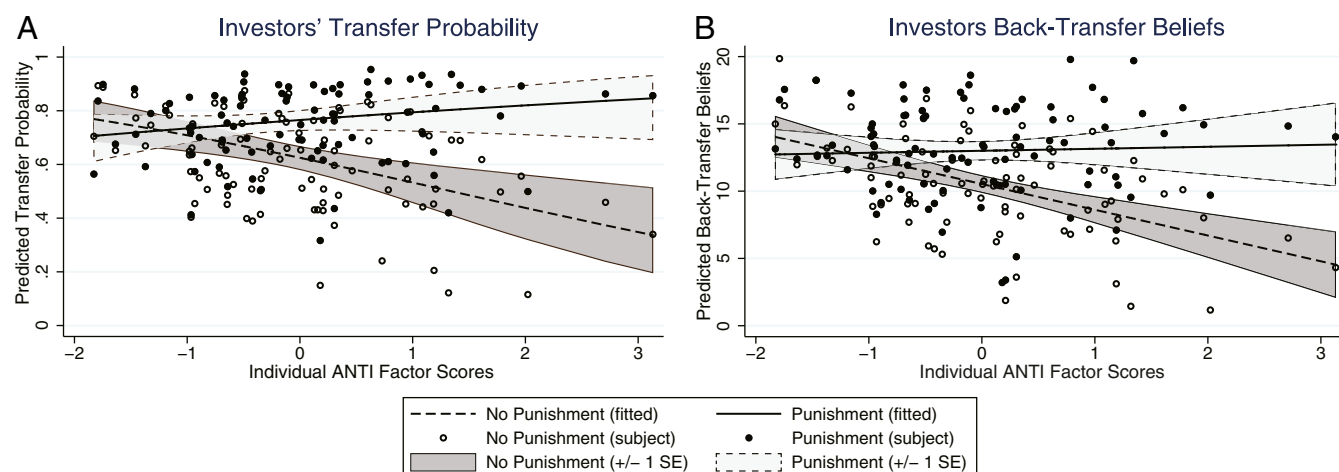 A
Investors' Transfer Probability
Predicted Transfer Probability
1
.8
.6
.4
.2
0
−2
−1
0
1
2
3
Individual ANTI Factor Scores
B
Investors Back-Transfer Beliefs
Predicted Back-Transfer Beliefs
20
15
10
5
0
−2
−1
0
1
2
3
Individual ANTI Factor Scores
No Punishment (fitted)
Punishment (fitted)
No Punishment (subject)
Punishment (subject)
No Punishment (+/− 1 SE)
Punishment (+/− 1 SE)